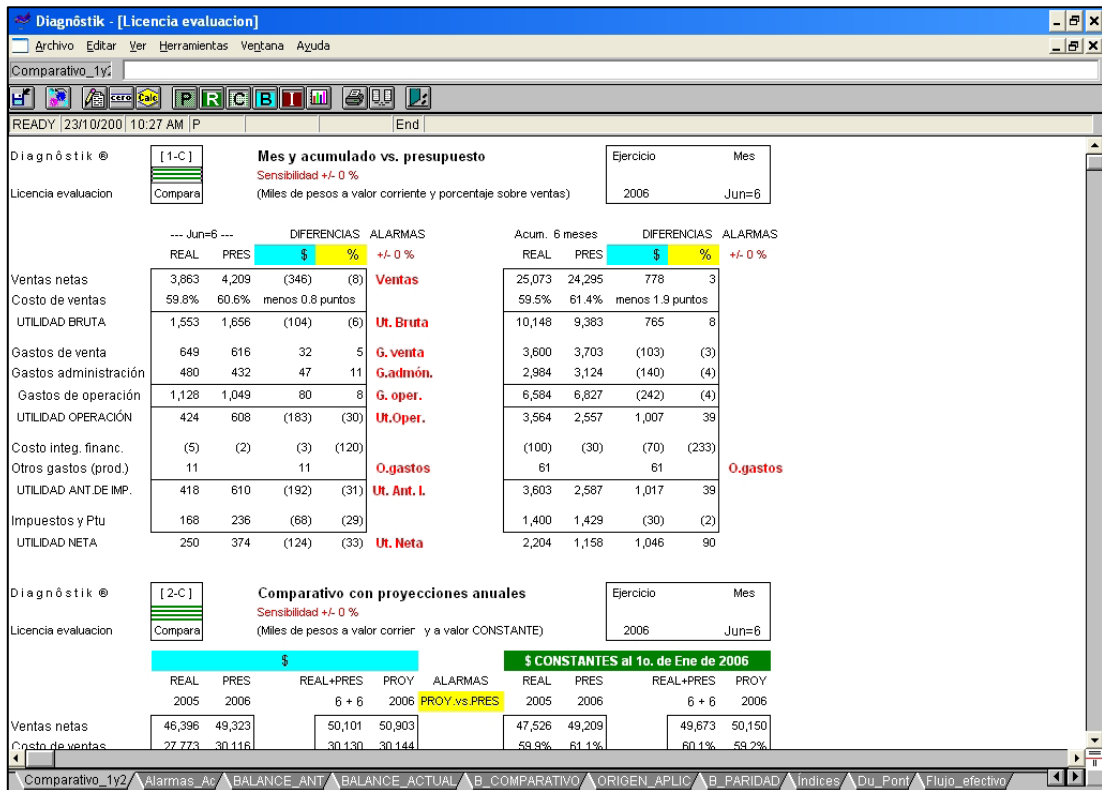 Diagnôstik - [Licencia evaluacion]
Archivo Editar Ver Herramientas Ventana Ayuda
Comparativo_1y2
cero Calc P R C B I
READY 23/10/200 10:27 AM P End
Diagnôstik ® [1-C] Mes y acumulado vs. presupuesto Ejercicio Mes
Sensibilidad +/- 0 %
Licencia evaluacion Compara (Miles de pesos a valor corriente y porcentaje sobre ventas) 2006 Jun=6
--- Jun=6 --- DIFERENCIAS ALARMAS Acum. 6 meses DIFERENCIAS ALARMAS
REAL PRES $ % +/- 0 % REAL PRES $ % +/- 0 %
Ventas netas 3,863 4,209 (346) (8) Ventas 25,073 24,295 778 3
Costo de ventas 59.8% 60.6% menos 0.8 puntos 59.5% 61.4% menos 1.9 puntos
UTILIDAD BRUTA 1,553 1,656 (104) (6) Ut. Bruta 10,148 9,383 765 8
Gastos de venta 649 616 32 5 G. venta 3,600 3,703 (103) (3)
Gastos administración 480 432 47 11 G.admón. 2,984 3,124 (140) (4)
Gastos de operación 1,128 1,049 80 8 G. oper. 6,584 6,827 (242) (4)
UTILIDAD OPERACIÓN 424 608 (183) (30) Ut.Oper. 3,564 2,557 1,007 39
Costo integ. financ. (5) (2) (3) (120) (100) (30) (70) (233)
Otros gastos (prod.) 11 11 O.gastos 61 61 O.gastos
UTILIDAD ANT.DE IMP. 418 610 (192) (31) Ut. Ant. I. 3,603 2,587 1,017 39
Impuestos y Ptu 168 236 (68) (29) 1,400 1,429 (30) (2)
UTILIDAD NETA 250 374 (124) (33) Ut. Neta 2,204 1,158 1,046 90
Diagnôstik ® [2-C] Comparativo con proyecciones anuales Ejercicio Mes
Sensibilidad +/- 0 %
Licencia evaluacion Compara (Miles de pesos a valor corrier y a valor CONSTANTE) 2006 Jun=6
$ $ CONSTANTES al 1o. de Ene de 2006
REAL PRES REAL+PRES PROY ALARMAS REAL PRES REAL+PRES PROY
2005 2006 6 + 6 2006 PROY.vs.PRES 2005 2006 6 + 6 2006
Ventas netas 46,396 49,323 50,101 50,903 47,526 49,209 49,673 50,150
Costo de ventas 27,773 30,116 30,130 30,144 59.9% 61.1% 60.1% 59.2%
Comparativo_1y2 Alarmas_Ac BALANCE_ANT BALANCE_ACTUAL B_COMPARATIVO ORIGEN_APLIC B_PARIDAD Índices Du_Pont Flujo_efectivo